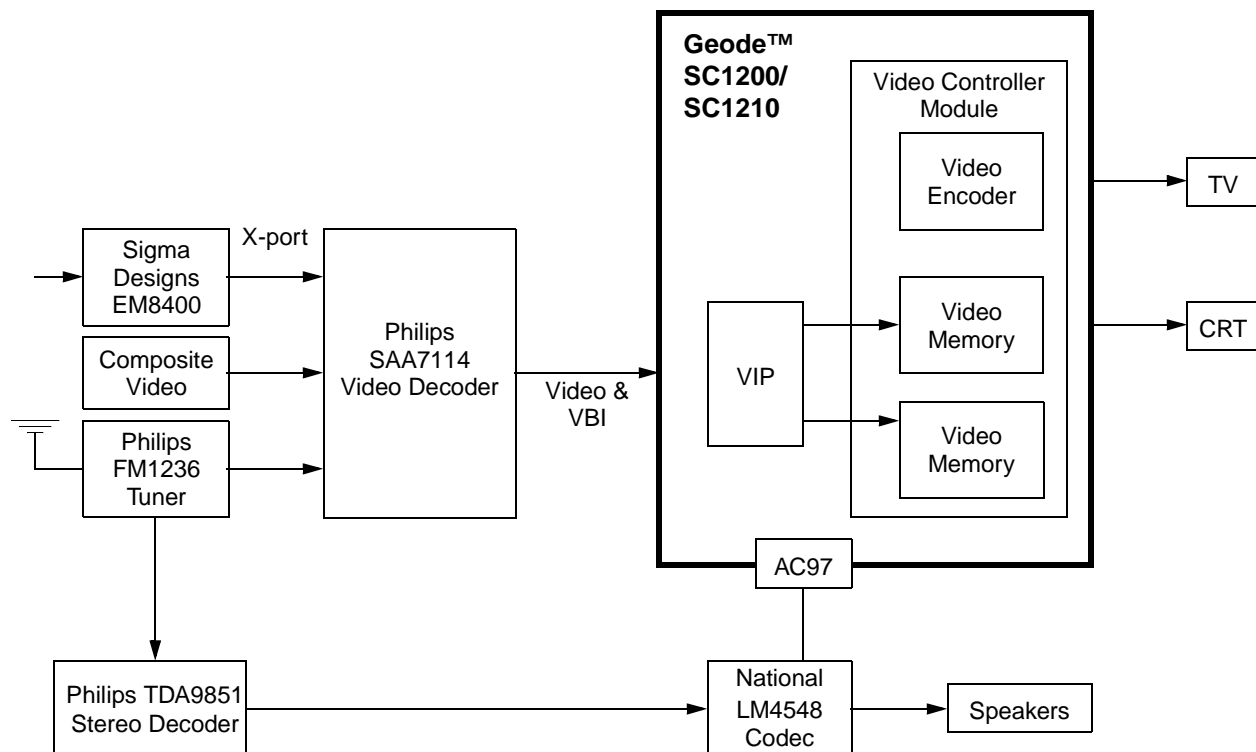 Geode™
SC1200/
SC1210
Video Controller
Module
Video
Encoder
TV
X-port
Sigma
Designs
EM8400
Philips
SAA7114
Video Decoder
Composite
Video
Video &
VBI
VIP
Video
Memory
CRT
Philips
FM1236
Tuner
Video
Memory
AC97
Philips TDA9851
Stereo Decoder
National
LM4548
Codec
Speakers